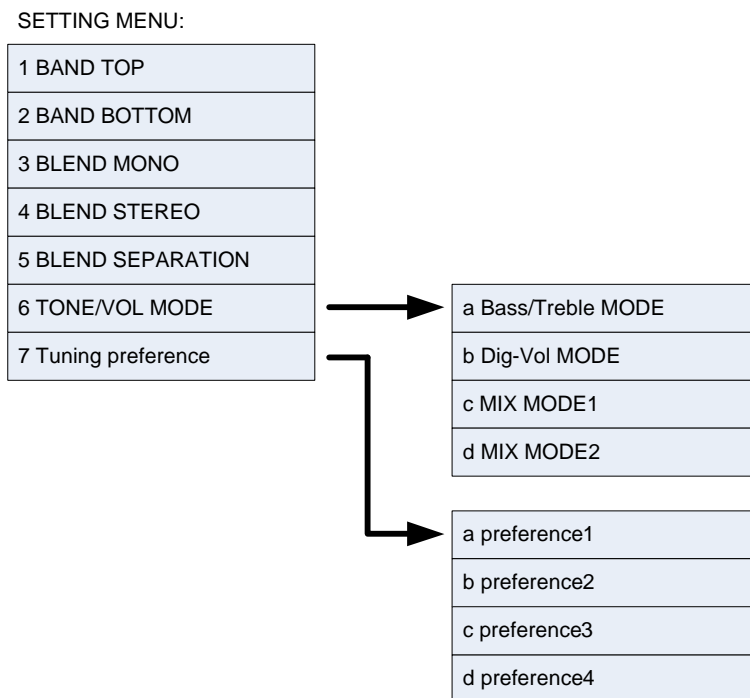 SETTING MENU:
1 BAND TOP
2 BAND BOTTOM
3 BLEND MONO
4 BLEND STEREO
5 BLEND SEPARATION
6 TONE/VOL MODE
7 Tuning preference
a Bass/Treble MODE
b Dig-Vol MODE
c MIX MODE1
d MIX MODE2
a preference1
b preference2
c preference3
d preference4